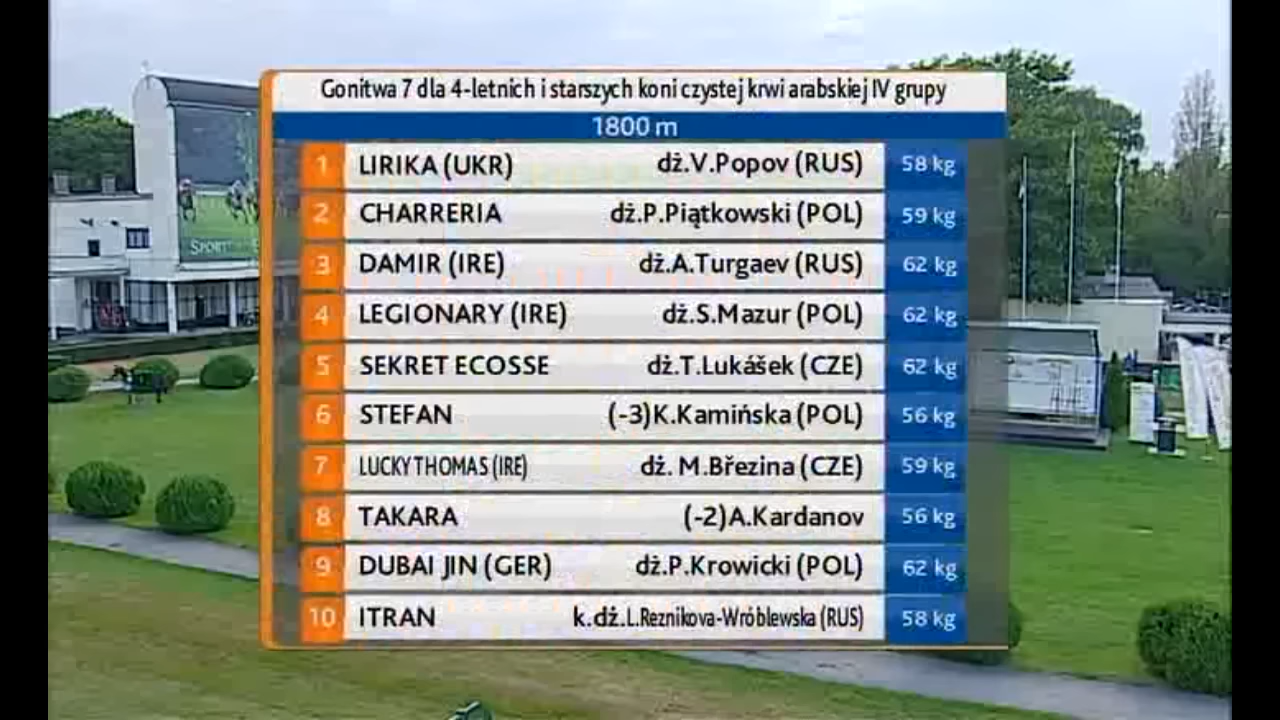 Gonitwa 7 dla 4-letnich i starszych koni czystej krwi arabskiej IV grupy
1800 m
1 LIRIKA (UKR) dż.V.Popov (RUS) 58 kg
2 CHARRERIA dż.P.Piątkowski (POL) 59 kg
3 DAMIR (IRE) dż.A.Turgaev (RUS) 62 kg
4 LEGIONARY (IRE) dż.S.Mazur (POL) 62 kg
5 SEKRET ECOSSE dż.T.Lukášek (CZE) 62 kg
6 STEFAN (-3)K.Kamińska (POL) 56 kg
7 LUCKY THOMAS (IRE) dż. M.Březina (CZE) 59 kg
8 TAKARA (-2)A.Kardanov 56 kg
9 DUBAI JIN (GER) dż.P.Krowicki (POL) 62 kg
10 ITRAN k.dż.L.Reznikova-Wróblewska (RUS) 58 kg